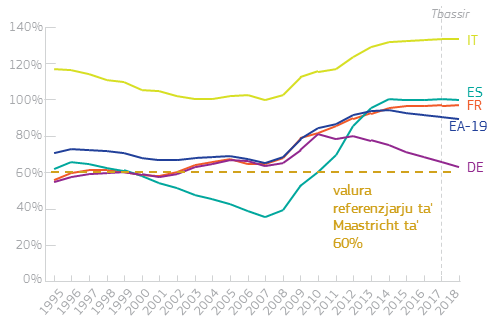 Tbassir
140%
120%
100%
80%
60%
40%
20%
0%
IT
ES
FR
EA-19
DE
valura
referenzjarju ta'
Maastricht ta'
60%
1995 1996 1997 1998 1999 2000 2001 2002 2003 2004 2005 2006 2007 2008 2009 2010 2011 2012 2013 2014 2015 2016 2017 2018